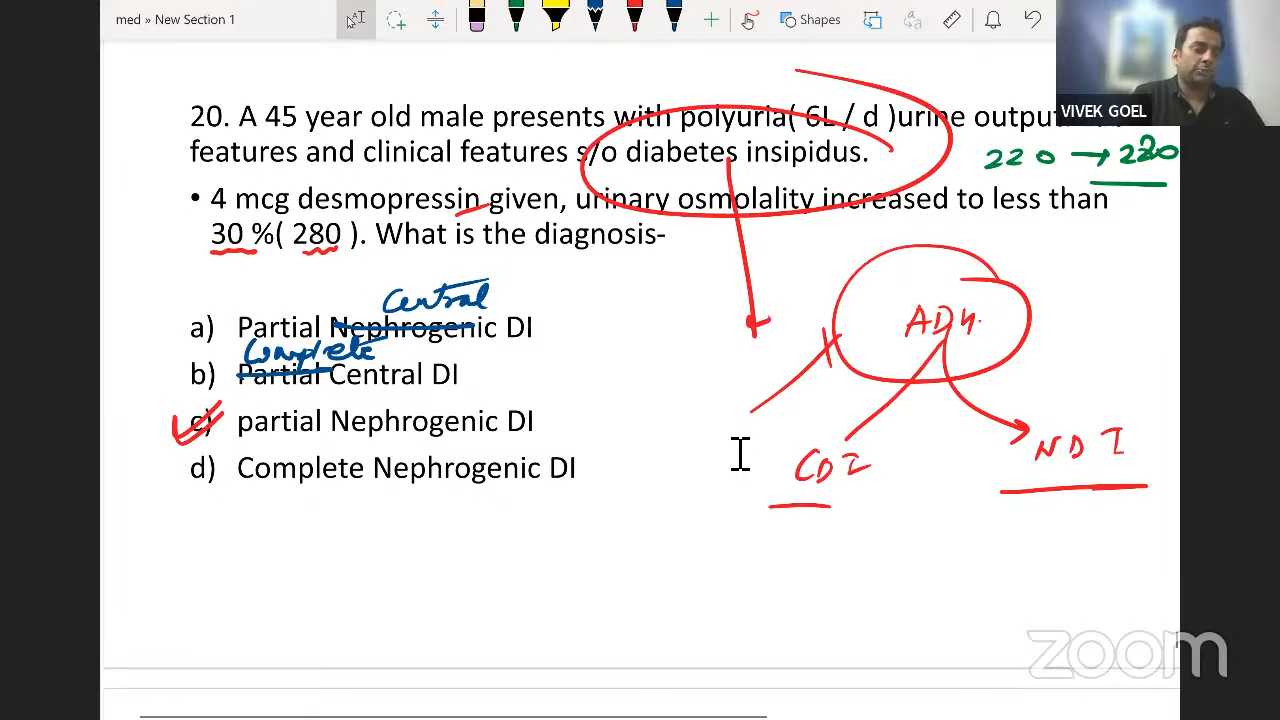 med » New Section 1
Shapes
VIVEK GOEL
20. A 45 year old male presents with polyuria( 6L / d )urine output
features and clinical features s/o diabetes insipidus.
220 → 220
• 4 mcg desmopressin given, urinary osmolality increased to less than
30 %( 280 ). What is the diagnosis-
Central
a) Partial Nephrogenic DI
Complete
b) Partial Central DI
c) partial Nephrogenic DI
d) Complete Nephrogenic DI
ADH
CDI
NDI
zoom